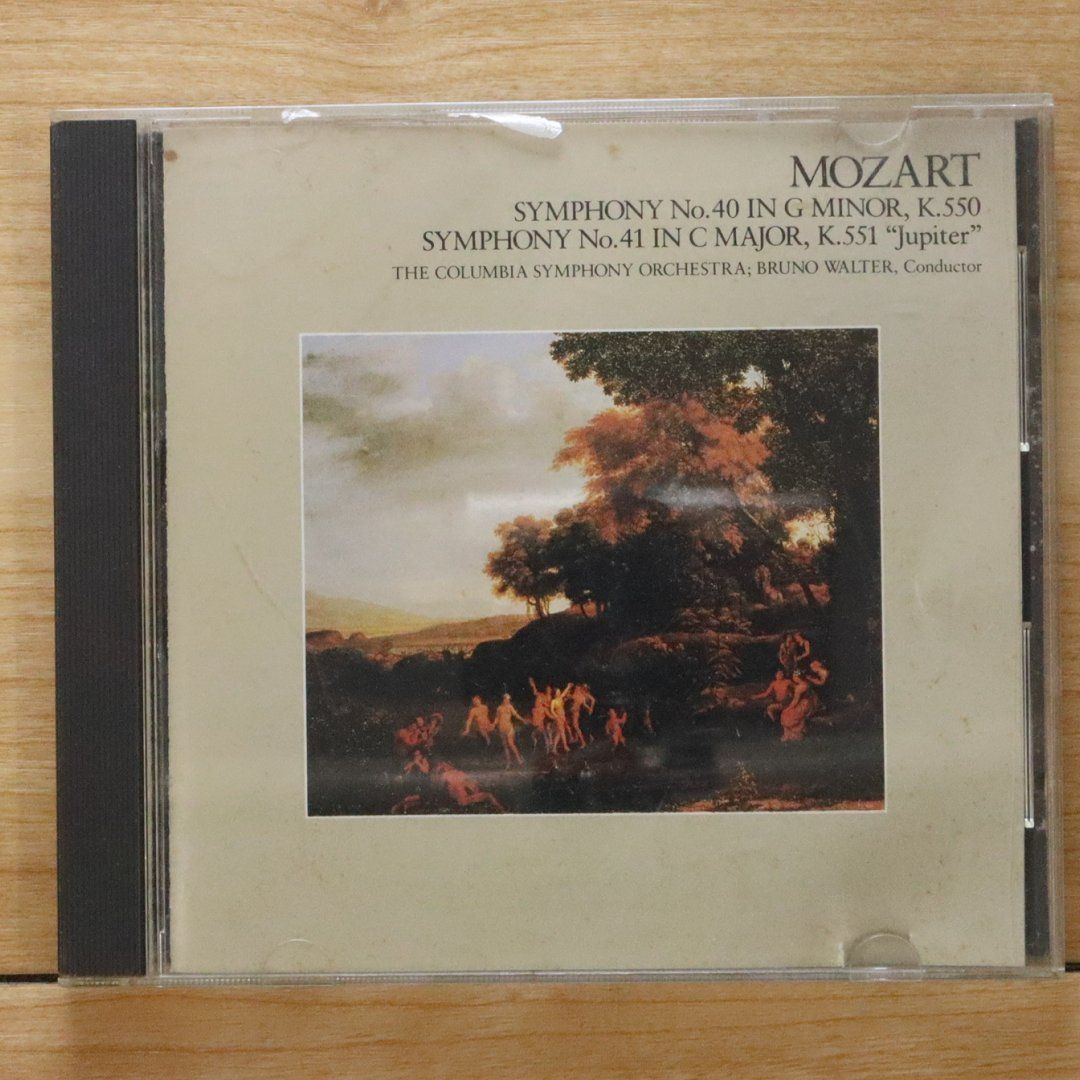 MOZART
SYMPHONY No.40 IN G MINOR, K.550
SYMPHONY No.41 IN C MAJOR, K.551 “Jupiter”
THE COLUMBIA SYMPHONY ORCHESTRA; BRUNO WALTER, Conductor